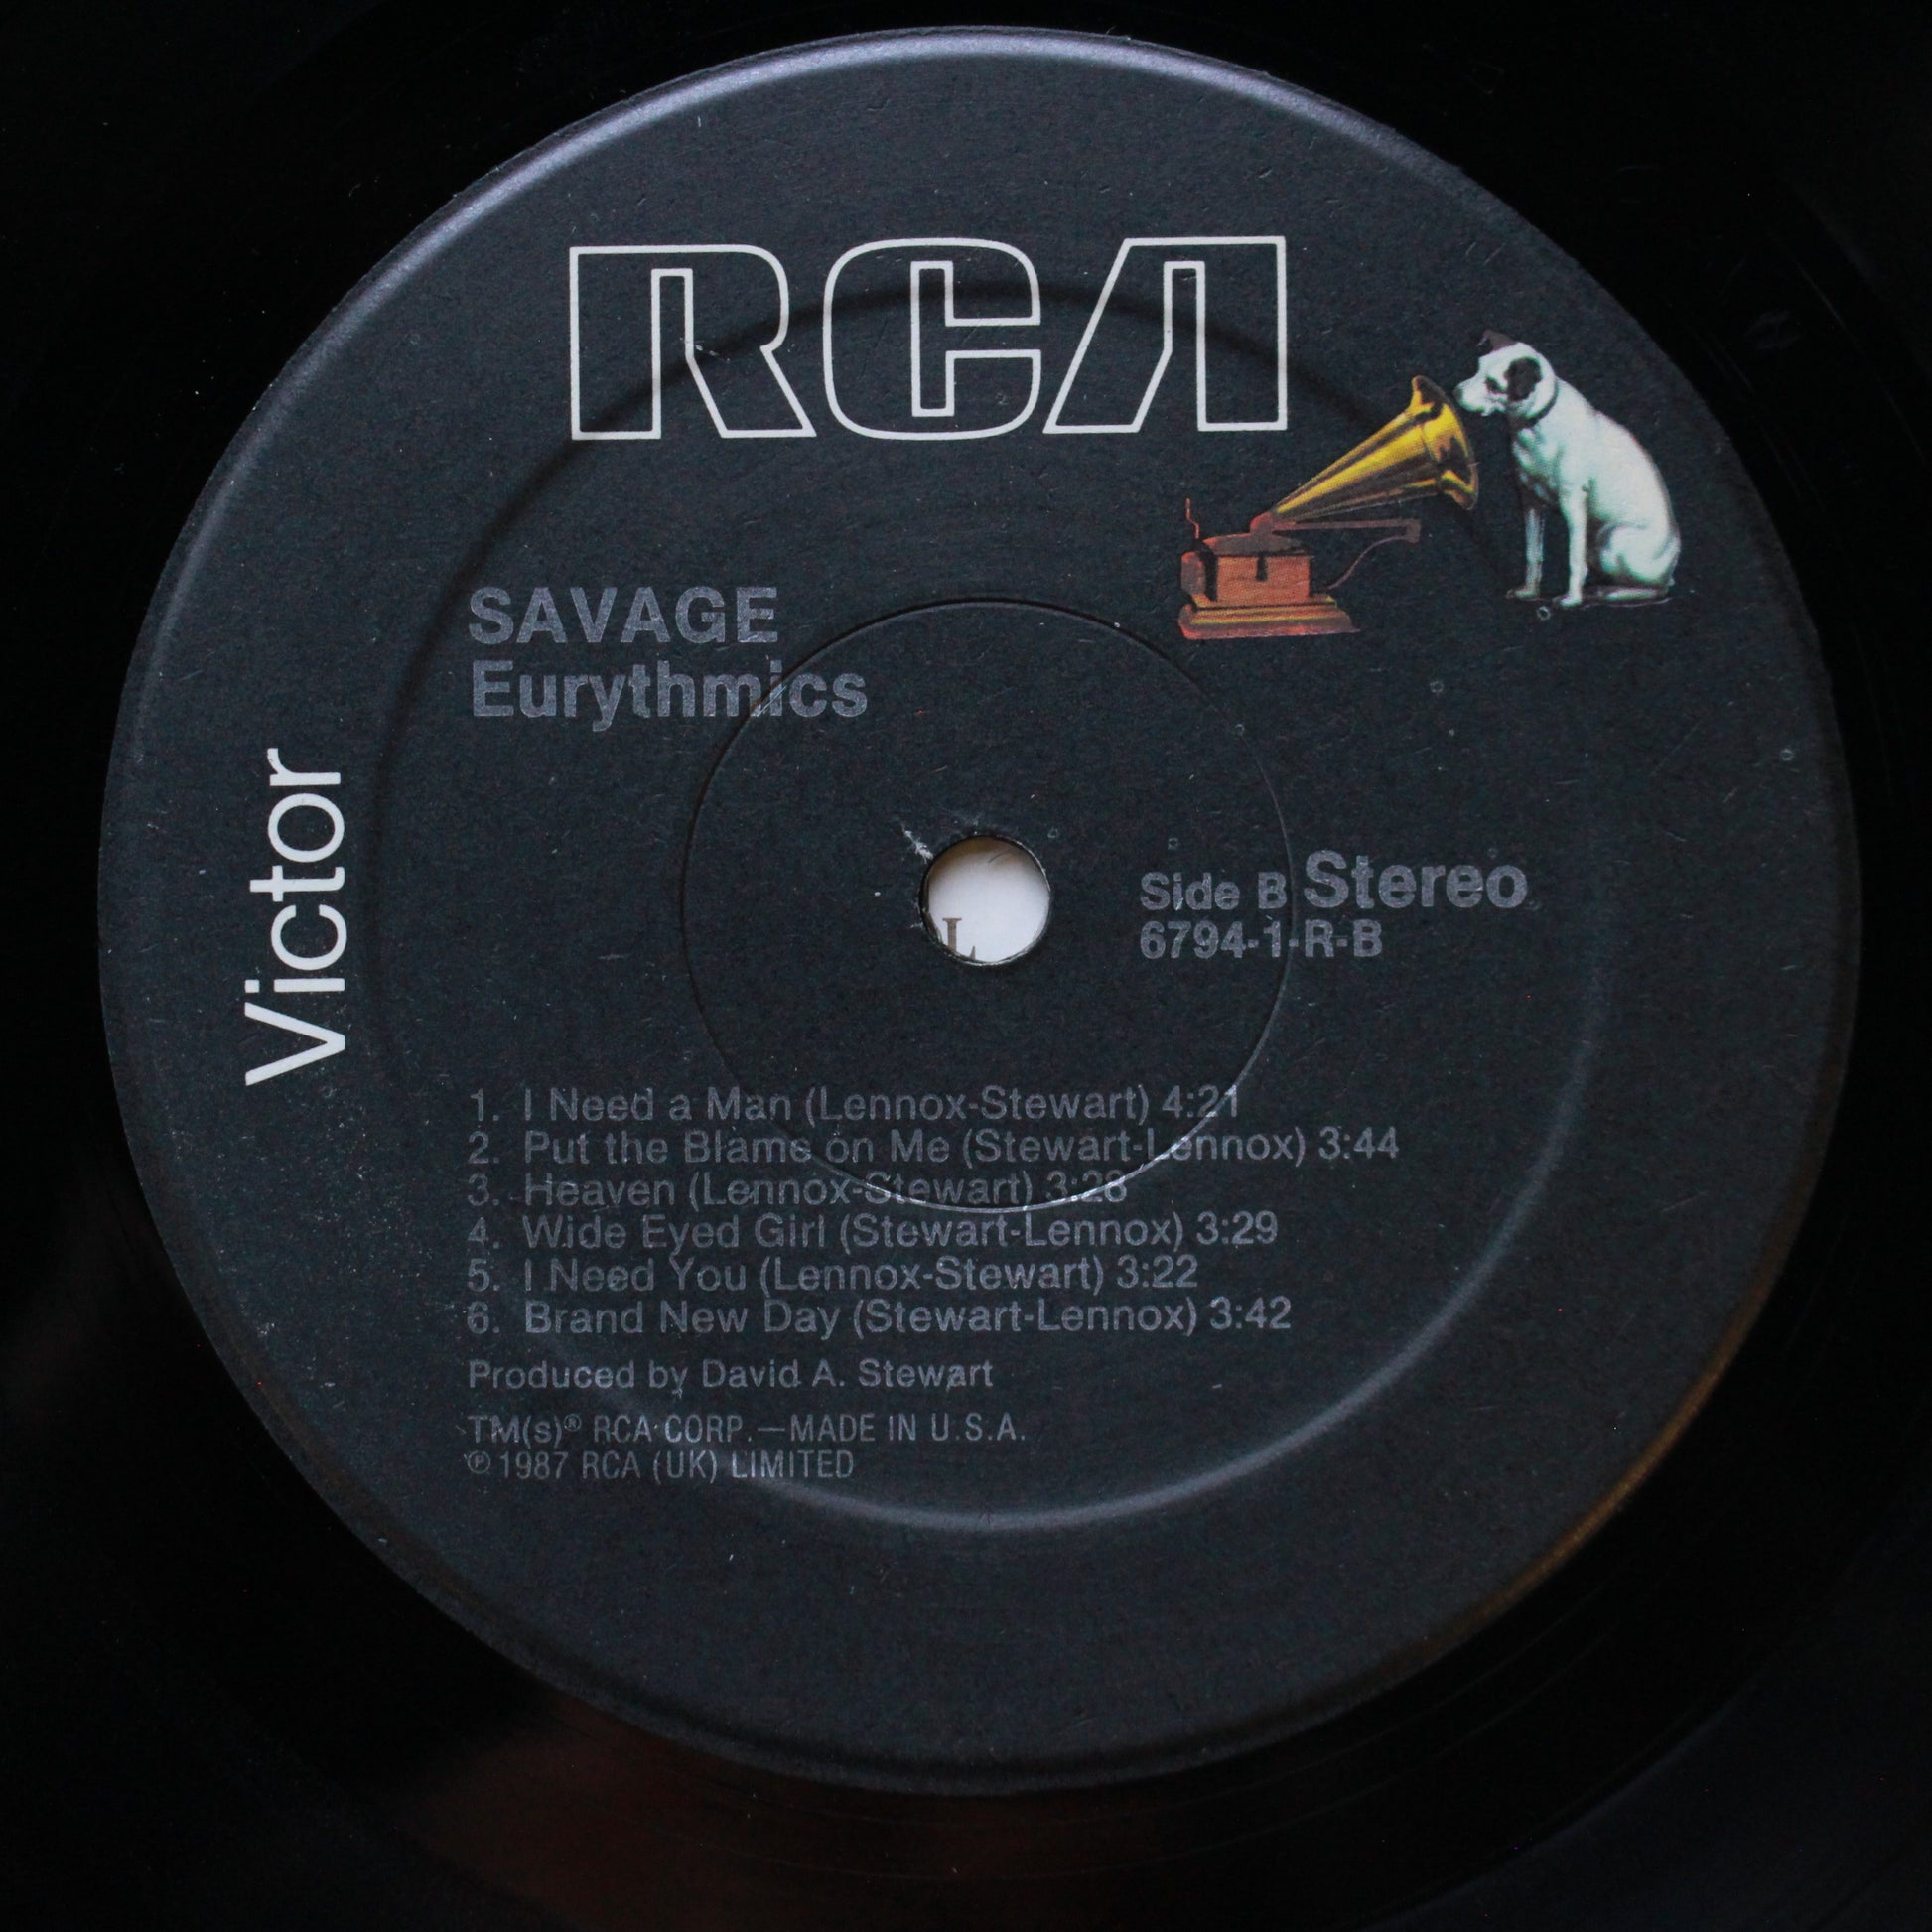 RCA
Victor
SAVAGE
Eurythmics
Side B Stereo
6794-1-R-B
1. I Need a Man (Lennox-Stewart) 4:21
2. Put the Blame on Me (Stewart-Lennox) 3:44
3. Heaven (Lennox-Stewart) 3:28
4. Wide Eyed Girl (Stewart-Lennox) 3:29
5. I Need You (Lennox-Stewart) 3:22
6. Brand New Day (Stewart-Lennox) 3:42
Produced by David A. Stewart
TM(s)® RCA CORP.—MADE IN U.S.A.
℗ 1987 RCA (UK) LIMITED